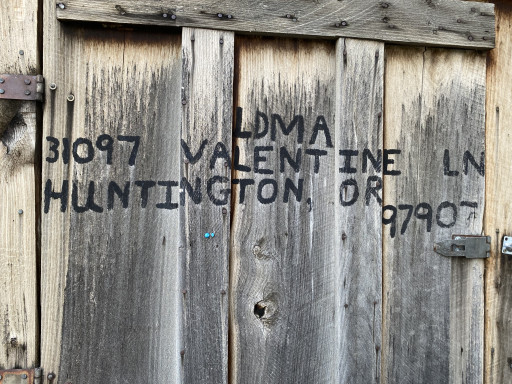 LDMA
31097 VALENTINE LN
HUNTINGTON, OR
97907